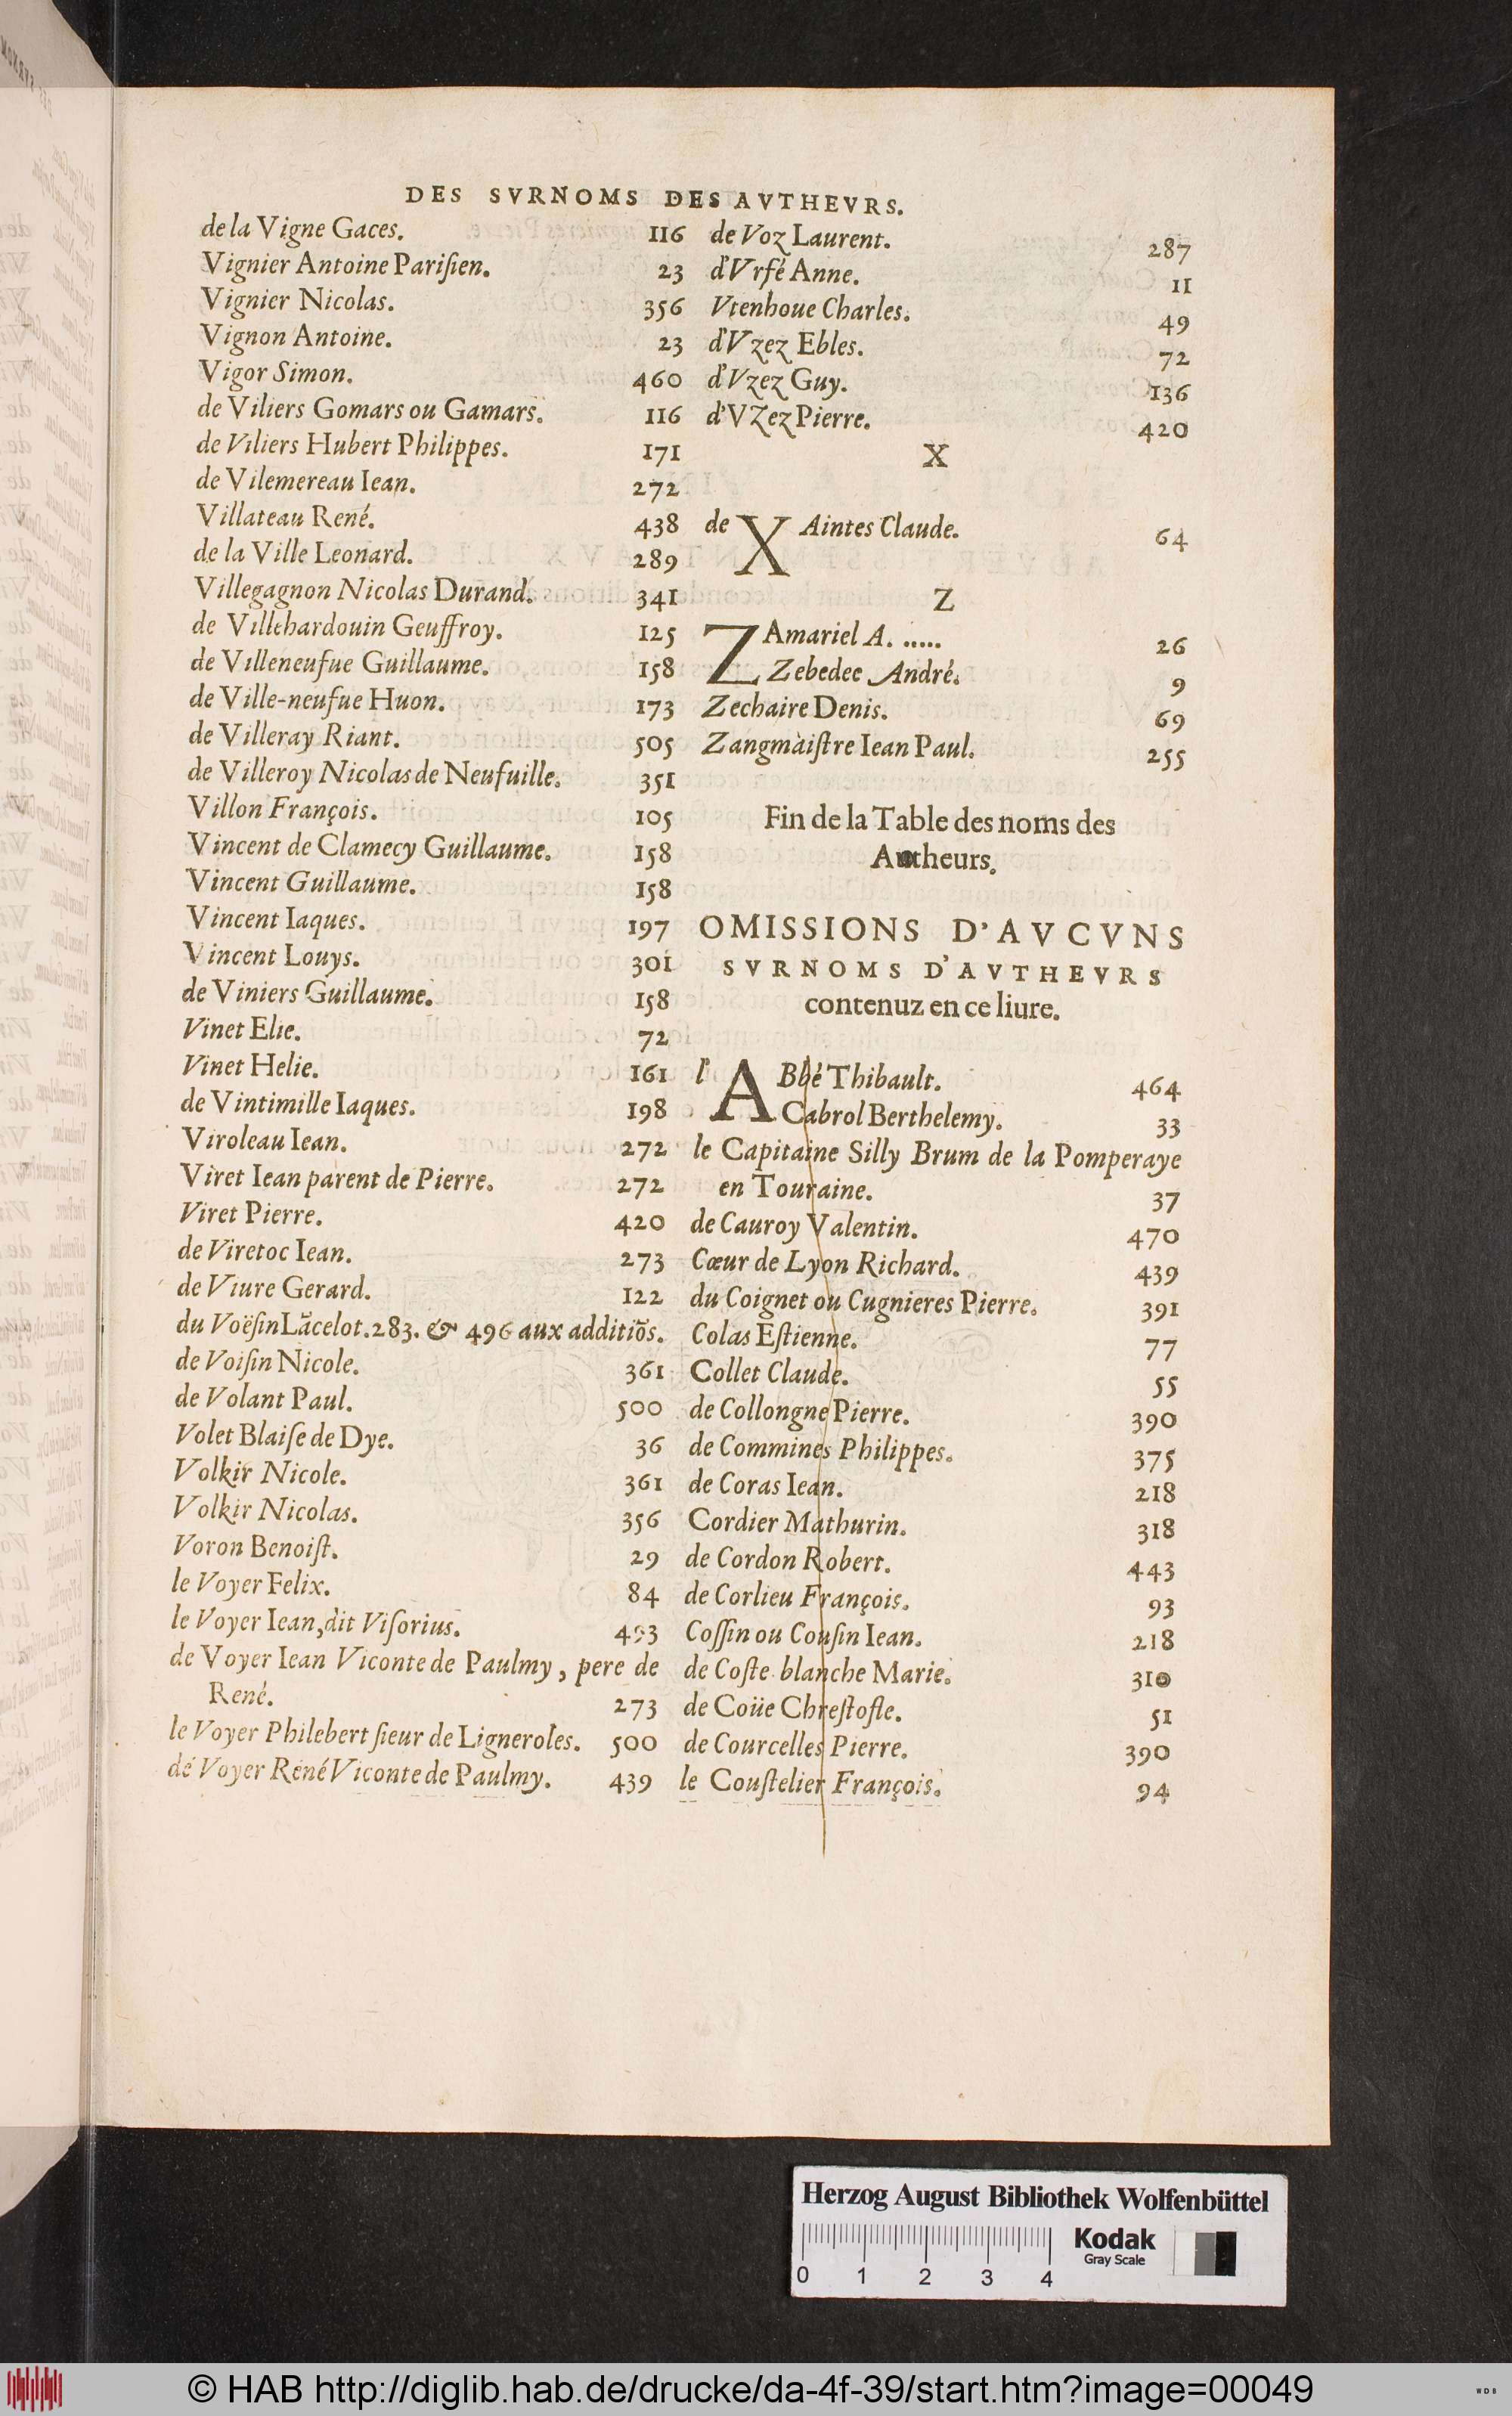 DES SVRNOMS DES AVTHEVRS.
de la Vigne Gaces. 116
Vignier Antoine Pariſien. 23
Vignier Nicolas. 356
Vignon Antoine. 23
Vigor Simon. 460
de Viliers Gomars ou Gamars. 116
de Viliers Hubert Philippes. 171
de Vilemereau Iean. 272
Villateau René. 438
de la Ville Leonard. 289
Villegagnon Nicolas Durand. 341
de Villehardouin Geuffroy. 125
de Villeneufue Guillaume. 158
de Ville-neufue Huon. 173
de Villeray Riant. 505
de Villeroy Nicolas de Neufuille. 351
Villon François. 105
Vincent de Clamecy Guillaume. 158
Vincent Guillaume. 158
Vincent Iaques. 197
Vincent Louys. 301
de Viniers Guillaume. 158
Vinet Elie. 72
Vinet Helie. 161
de Vintimille Iaques. 198
Viroleau Iean. 272
Viret Iean parent de Pierre. 272
Viret Pierre. 420
de Viretoc Iean. 273
de Viure Gerard. 122
du Voëſin Lãcelot. 283. & 496 aux additiõs.
de Voiſin Nicole. 361
de Volant Paul. 500
Volet Blaiſe de Dye. 36
Volkir Nicole. 361
Volkir Nicolas. 356
Voron Benoiſt. 29
le Voyer Felix. 84
le Voyer Iean, dit Viſorius. 493
de Voyer Iean Viconte de Paulmy, pere de
René. 273
le Voyer Philebert ſieur de Ligneroles. 500
de Voyer René Viconte de Paulmy. 439
de Voz Laurent. 287
d'Vrfé Anne. 11
Vtenhoue Charles. 49
d'Vzez Ebles. 72
d'Vzez Guy. 136
d'VZez Pierre. 420
X
de XAintes Claude. 64
Z
ZAmariel A. ..... 26
Zebedee André. 9
Zechaire Denis. 69
Zangmaiſtre Iean Paul. 255
Fin de la Table des noms des
Autheurs.
OMISSIONS D'AVCVNS
SVRNOMS D'AVTHEVRS
contenuz en ce liure.
l'ABbé Thibault. 464
Cabrol Berthelemy. 33
le Capitaine Silly Brum de la Pomperaye
en Touraine. 37
de Cauroy Valentin. 470
Cœur de Lyon Richard. 439
du Coignet ou Cugnieres Pierre. 391
Colas Eſtienne. 77
Collet Claude. 55
de Collongne Pierre. 390
de Commines Philippes. 375
de Coras Iean. 218
Cordier Mathurin. 318
de Cordon Robert. 443
de Corlieu François. 93
Coſſin ou Couſin Iean. 218
de Coſte blanche Marie. 310
de Coüe Chreſtofle. 51
de Courcelles Pierre. 390
le Couſtelier François. 94
Herzog August Bibliothek Wolfenbüttel
Kodak
Gray Scale
0 1 2 3 4
© HAB http://diglib.hab.de/drucke/da-4f-39/start.htm?image=00049
WDB